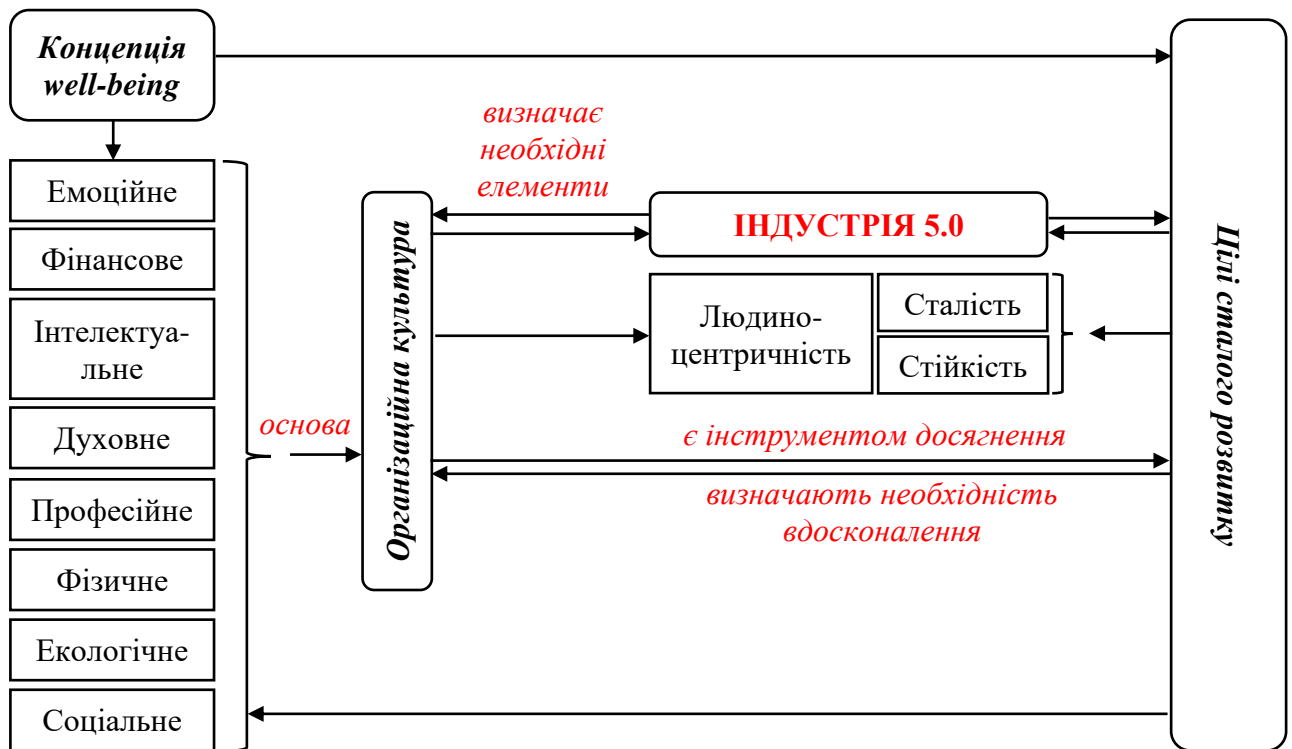 Концепція
well-being
Емоційне
Фінансове
Інтелектуа-
льне
Духовне
Професійне
Фізичне
Екологічне
Соціальне
основа
Організаційна культура
визначає
необхідні
елементи
ІНДУСТРІЯ 5.0
Людино-
центричність
Сталість
Стійкість
є інструментом досягнення
визначають необхідність
вдосконалення
Цілі сталого розвитку